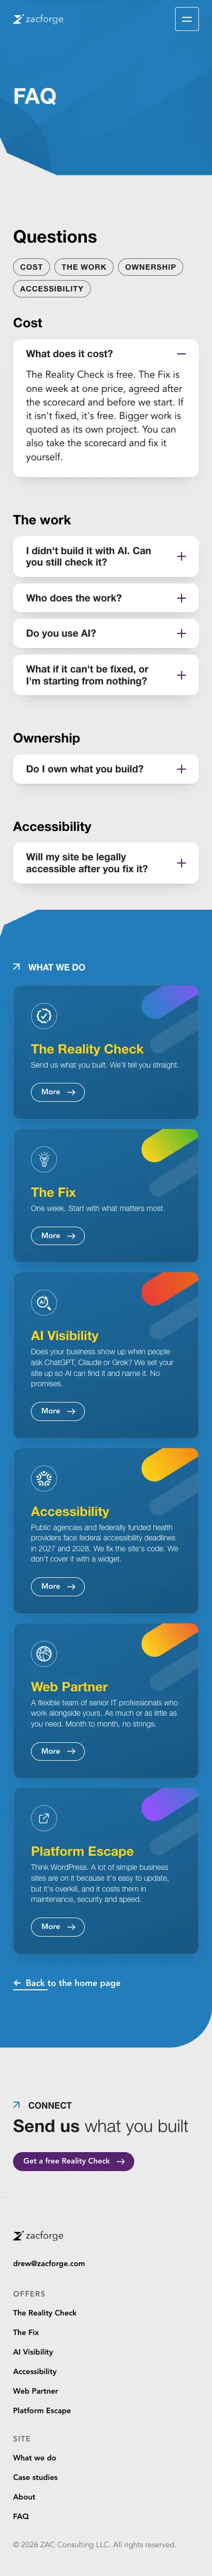 zacforge
FAQ
Questions
COST
THE WORK
OWNERSHIP
ACCESSIBILITY
Cost
What does it cost?
The Reality Check is free. The Fix is
one week at one price, agreed after
the scorecard and before we start. If
it isn't fixed, it's free. Bigger work is
quoted as its own project. You can
also take the scorecard and fix it
yourself.
The work
I didn't build it with AI. Can
you still check it?
Who does the work?
Do you use AI?
What if it can't be fixed, or
I'm starting from nothing?
Ownership
Do I own what you build?
Accessibility
Will my site be legally
accessible after you fix it?
WHAT WE DO
The Reality Check
Send us what you built. We'll tell you straight.
More
The Fix
One week. Start with what matters most.
More
AI
AI Visibility
Does your business show up when people
ask ChatGPT, Claude or Grok? We set your
site up so AI can find it and name it. No
promises.
More
Accessibility
Public agencies and federally funded health
providers face federal accessibility deadlines
in 2027 and 2028. We fix the site's code. We
don't cover it with a widget.
More
Web Partner
A flexible team of senior IT professionals who
work alongside yours. As much or as little as
you need. Month to month, no strings.
More
Platform Escape
Think WordPress. A lot of simple business
sites are on it because it's easy to update,
but it's overkill, and it costs them in
maintenance, security and speed.
More
Back to the home page
CONNECT
Send us what you built
Get a free Reality Check
zacforge
drew@zacforge.com
OFFERS
The Reality Check
The Fix
AI Visibility
Accessibility
Web Partner
Platform Escape
SITE
What we do
Case studies
About
FAQ
© 2026 ZAC Consulting LLC. All rights reserved.